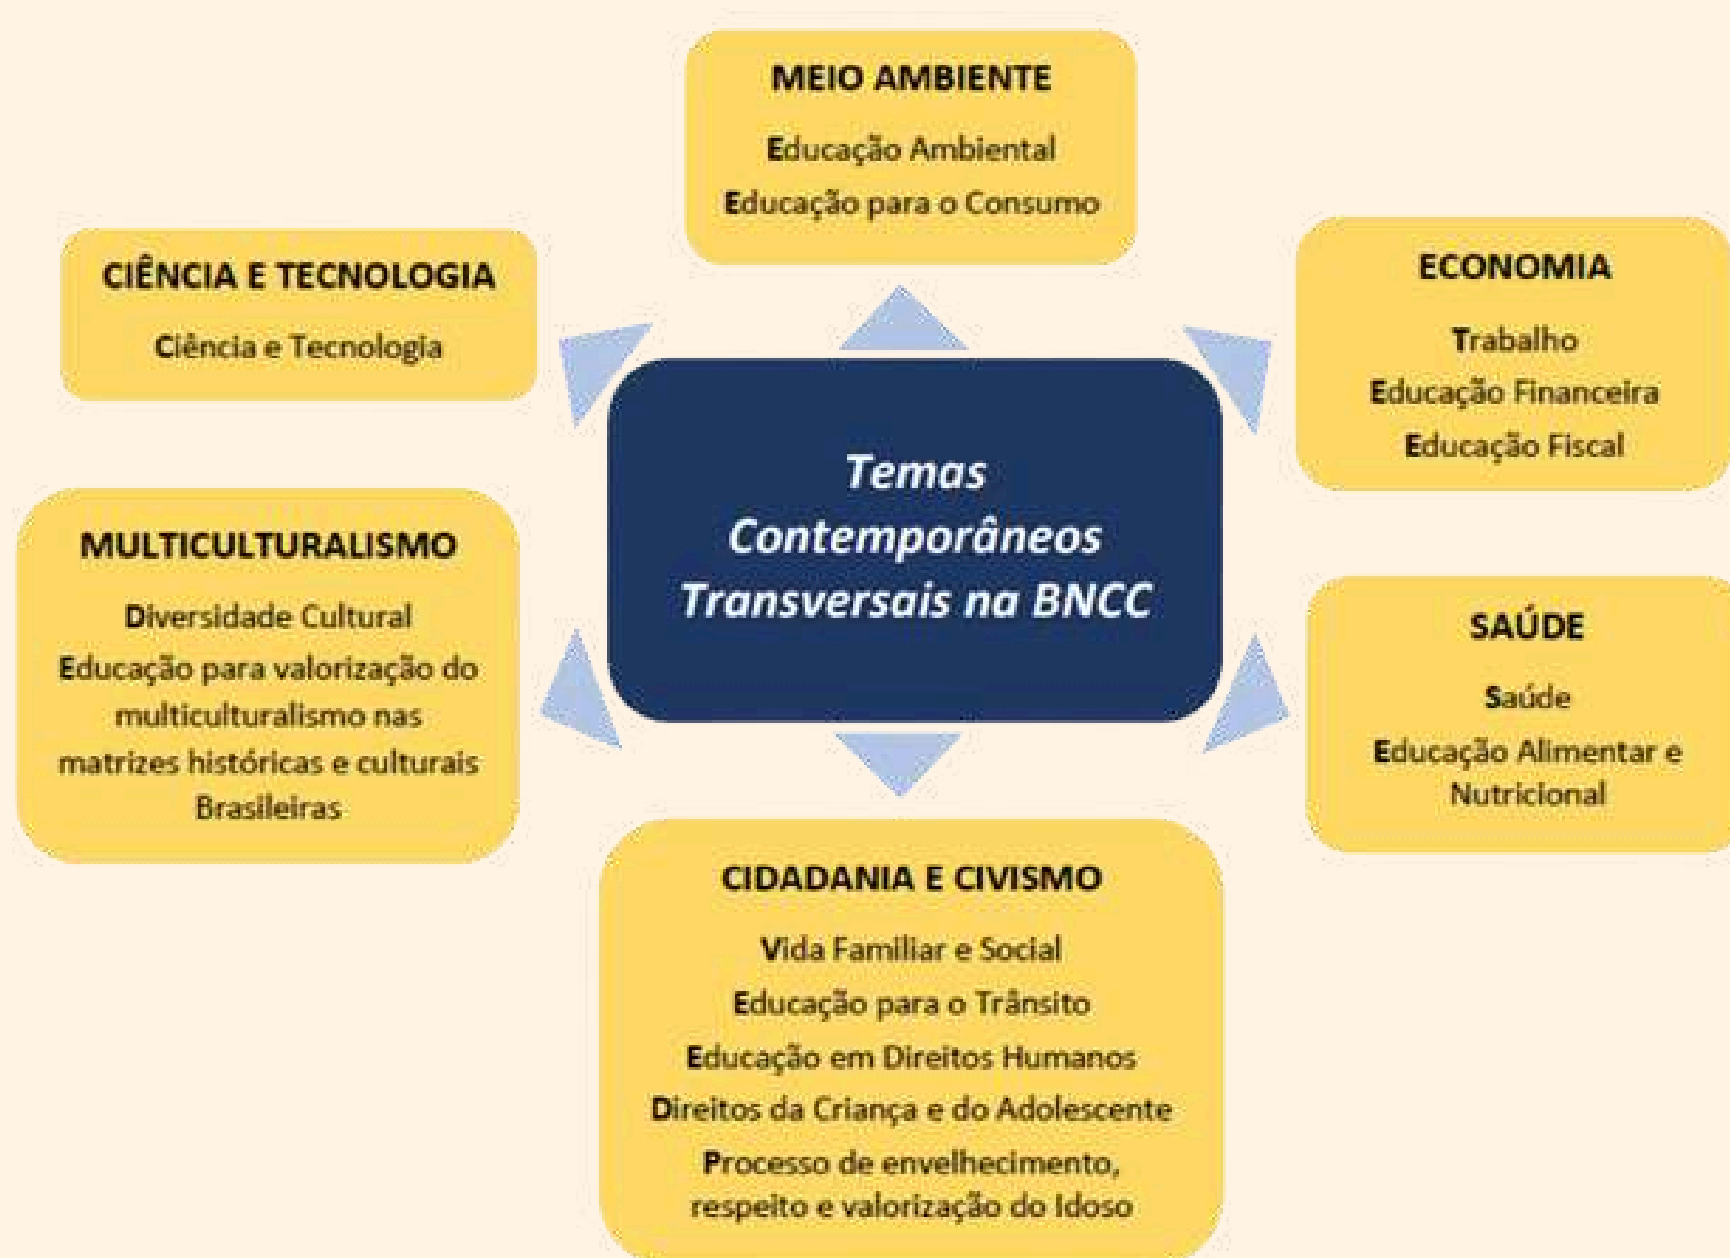 MEIO AMBIENTE
Educação Ambiental
Educação para o Consumo
CIÊNCIA E TECNOLOGIA
Ciência e Tecnologia
ECONOMIA
Trabalho
Educação Financeira
Educação Fiscal
Temas
Contemporâneos
Transversais na BNCC
MULTICULTURALISMO
Diversidade Cultural
Educação para valorização do
multiculturalismo nas
matrizes históricas e culturais
Brasileiras
SAÚDE
Saúde
Educação Alimentar e
Nutricional
CIDADANIA E CIVISMO
Vida Familiar e Social
Educação para o Trânsito
Educação em Direitos Humanos
Direitos da Criança e do Adolescente
Processo de envelhecimento,
respeito e valorização do Idoso